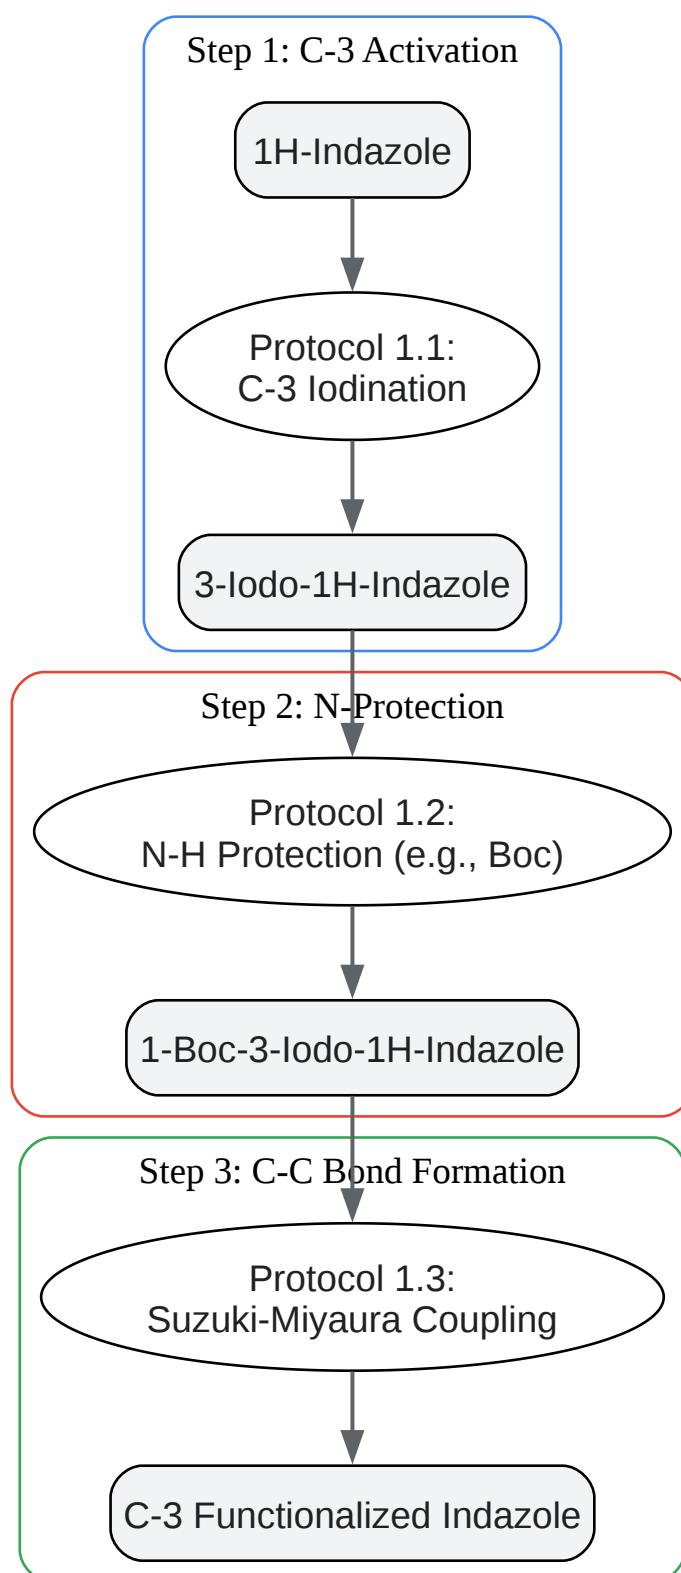 Step 1: C-3 Activation
1H-Indazole
Protocol 1.1:
C-3 Iodination
3-Iodo-1H-Indazole
Step 2: N-Protection
Protocol 1.2:
N-H Protection (e.g., Boc)
1-Boc-3-Iodo-1H-Indazole
Step 3: C-C Bond Formation
Protocol 1.3:
Suzuki-Miyaura Coupling
C-3 Functionalized Indazole